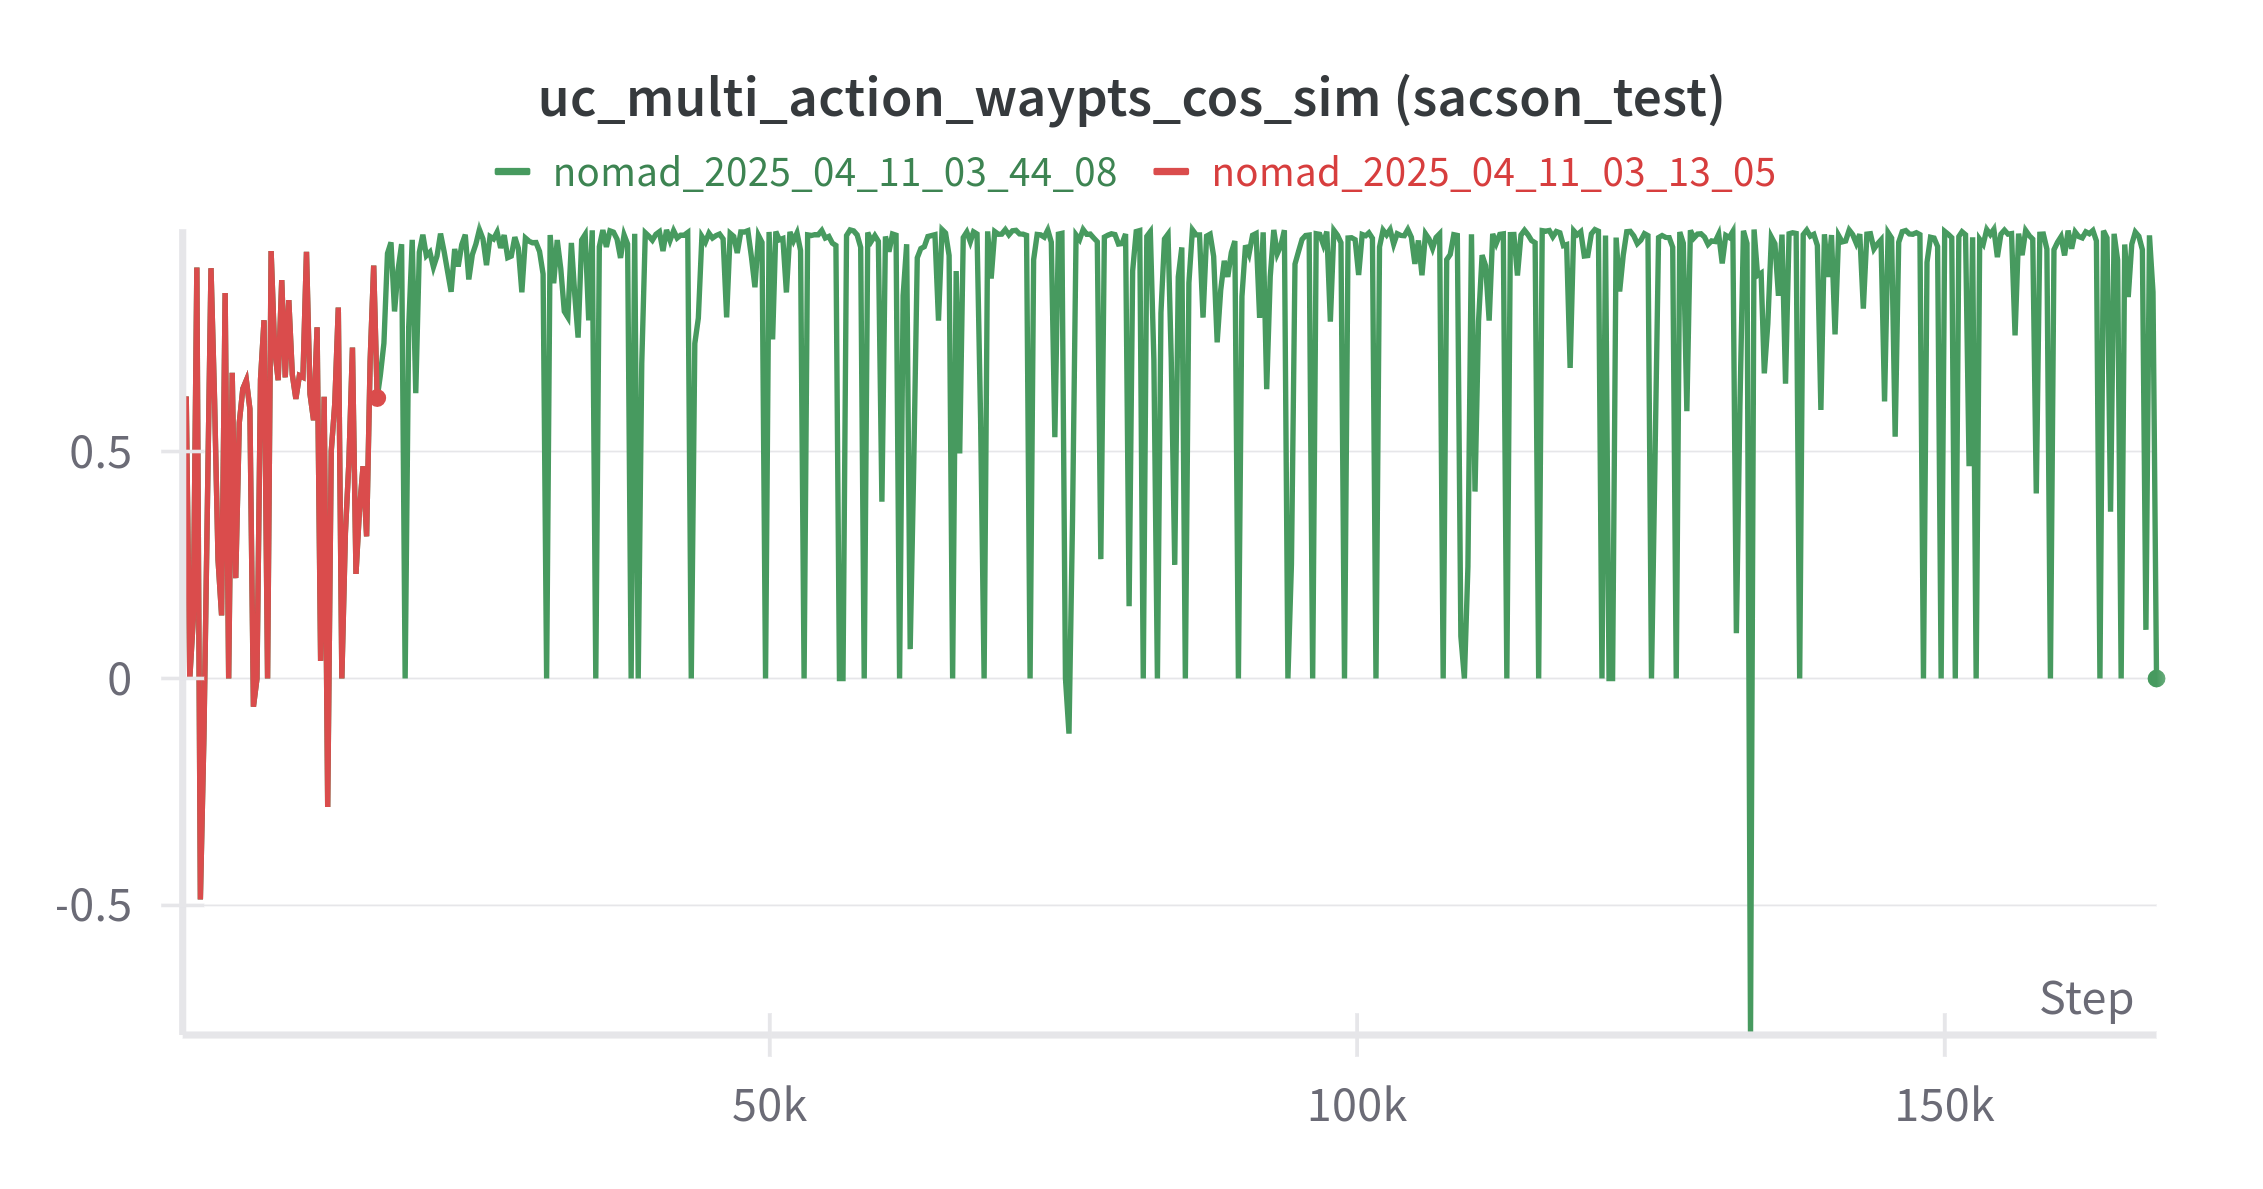 uc_multi_action_waypts_cos_sim (sacson_test)
nomad_2025_04_11_03_44_08 nomad_2025_04_11_03_13_05
0.5
0
-0.5
Step
50k 100k 150k